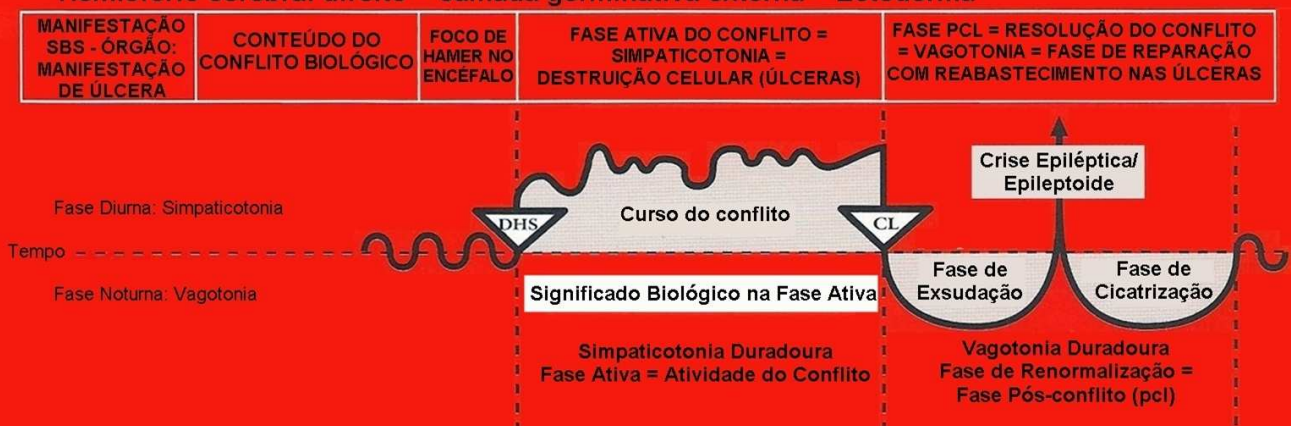 MANIFESTAÇÃO
SBS - ÓRGÃO:
MANIFESTAÇÃO
DE ÚLCERA
CONTEÚDO DO
CONFLITO BIOLÓGICO
FOCO DE
HAMER NO
ENCÉFALO
FASE ATIVA DO CONFLITO =
SIMPATICOTONIA =
DESTRUIÇÃO CELULAR (ÚLCERAS)
FASE PCL = RESOLUÇÃO DO CONFLITO
= VAGOTONIA = FASE DE REPARAÇÃO
COM REABASTECIMENTO NAS ÚLCERAS
Crise Epiléptica/
Epileptoide
Fase Diurna: Simpaticotonia
DHS
Curso do conflito
CL
Tempo
Fase Noturna: Vagotonia
Significado Biológico na Fase Ativa
Fase de
Exsudação
Fase de
Cicatrização
Simpaticotonia Duradoura
Fase Ativa = Atividade do Conflito
Vagotonia Duradoura
Fase de Renormalização =
Fase Pós-conflito (pcl)